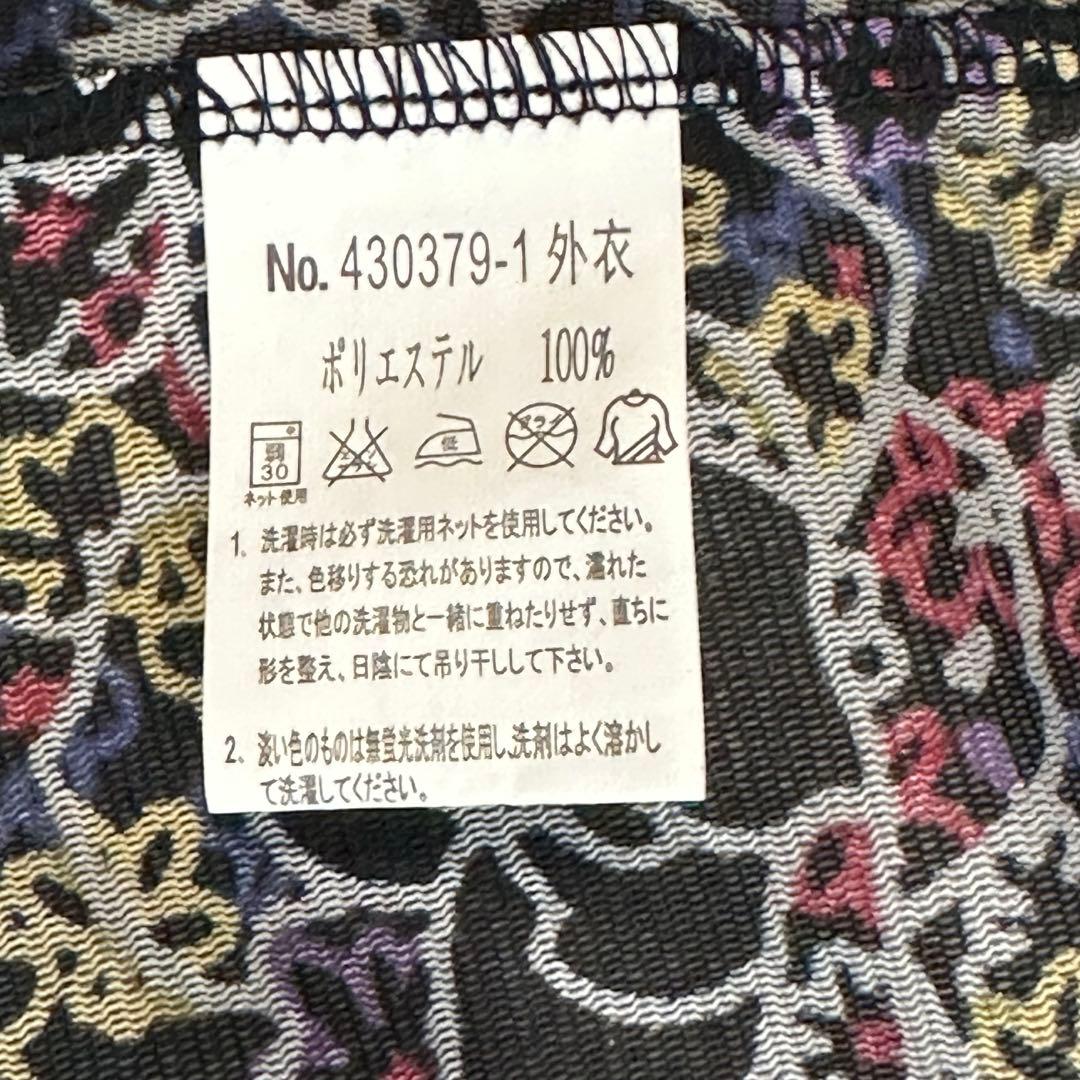 No. 430379-1 外衣
ポリエステル 100%
30 低
ネット使用
1. 洗濯時は必ず洗濯用ネットを使用してください。
また、色移りする恐れがありますので、濡れた
状態で他の洗濯物と一緒に重ねたりせず、直ちに
形を整え、日陰にて吊り干しして下さい。
2. 淡い色のものは無蛍光洗剤を使用し、洗剤はよく溶かし
て洗濯してください。